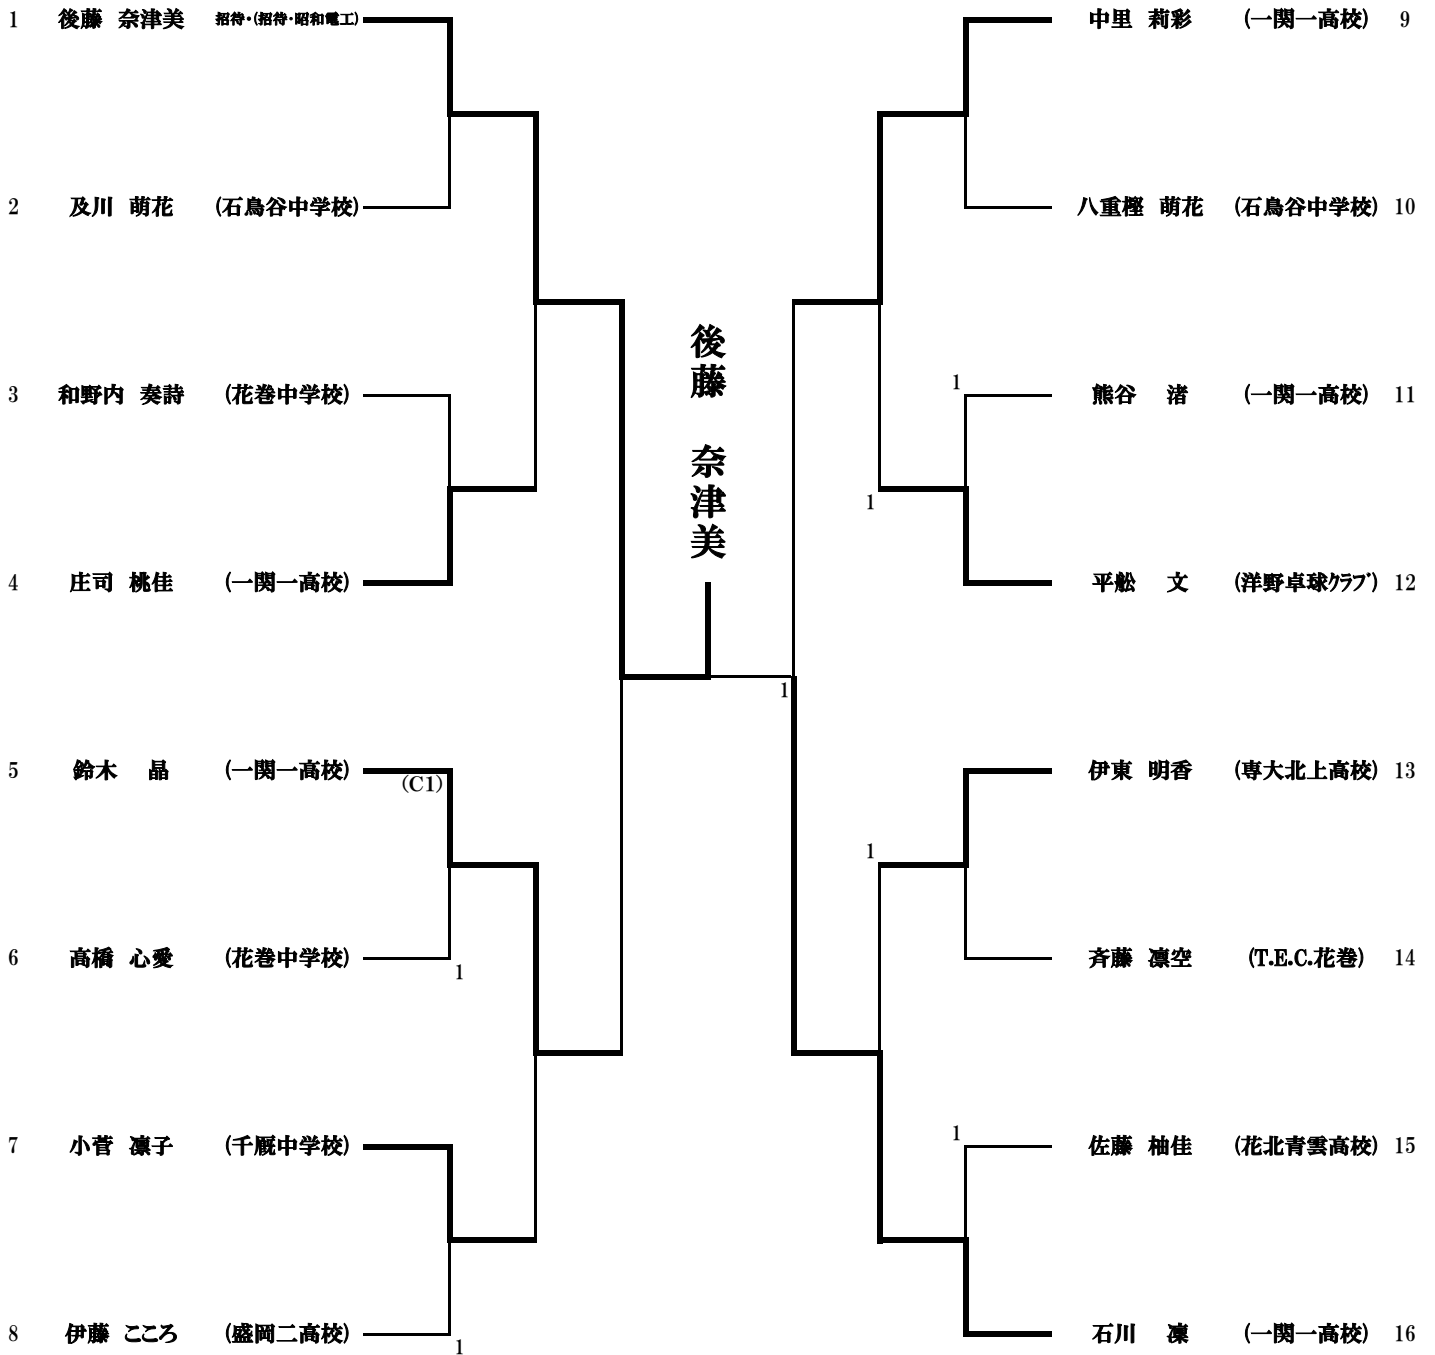 1 後藤 奈津美 招待・(招待・昭和電工)
2 及川 萌花 (石鳥谷中学校)
3 和野内 奏詩 (花巻中学校)
4 庄司 桃佳 (一関一高校)
5 鈴木 晶 (一関一高校)
(C1)
6 高橋 心愛 (花巻中学校)
1
7 小菅 凛子 (千厩中学校)
8 伊藤 こころ (盛岡二高校)
1
後藤 奈津美
1
中里 莉彩 (一関一高校) 9
八重樫 萌花 (石鳥谷中学校) 10
1
熊谷 渚 (一関一高校) 11
1
平舩 文 (洋野卓球ｸﾗﾌﾞ) 12
伊東 明香 (専大北上高校) 13
1
斉藤 凛空 (T.E.C.花巻) 14
1
佐藤 柚佳 (花北青雲高校) 15
石川 凜 (一関一高校) 16